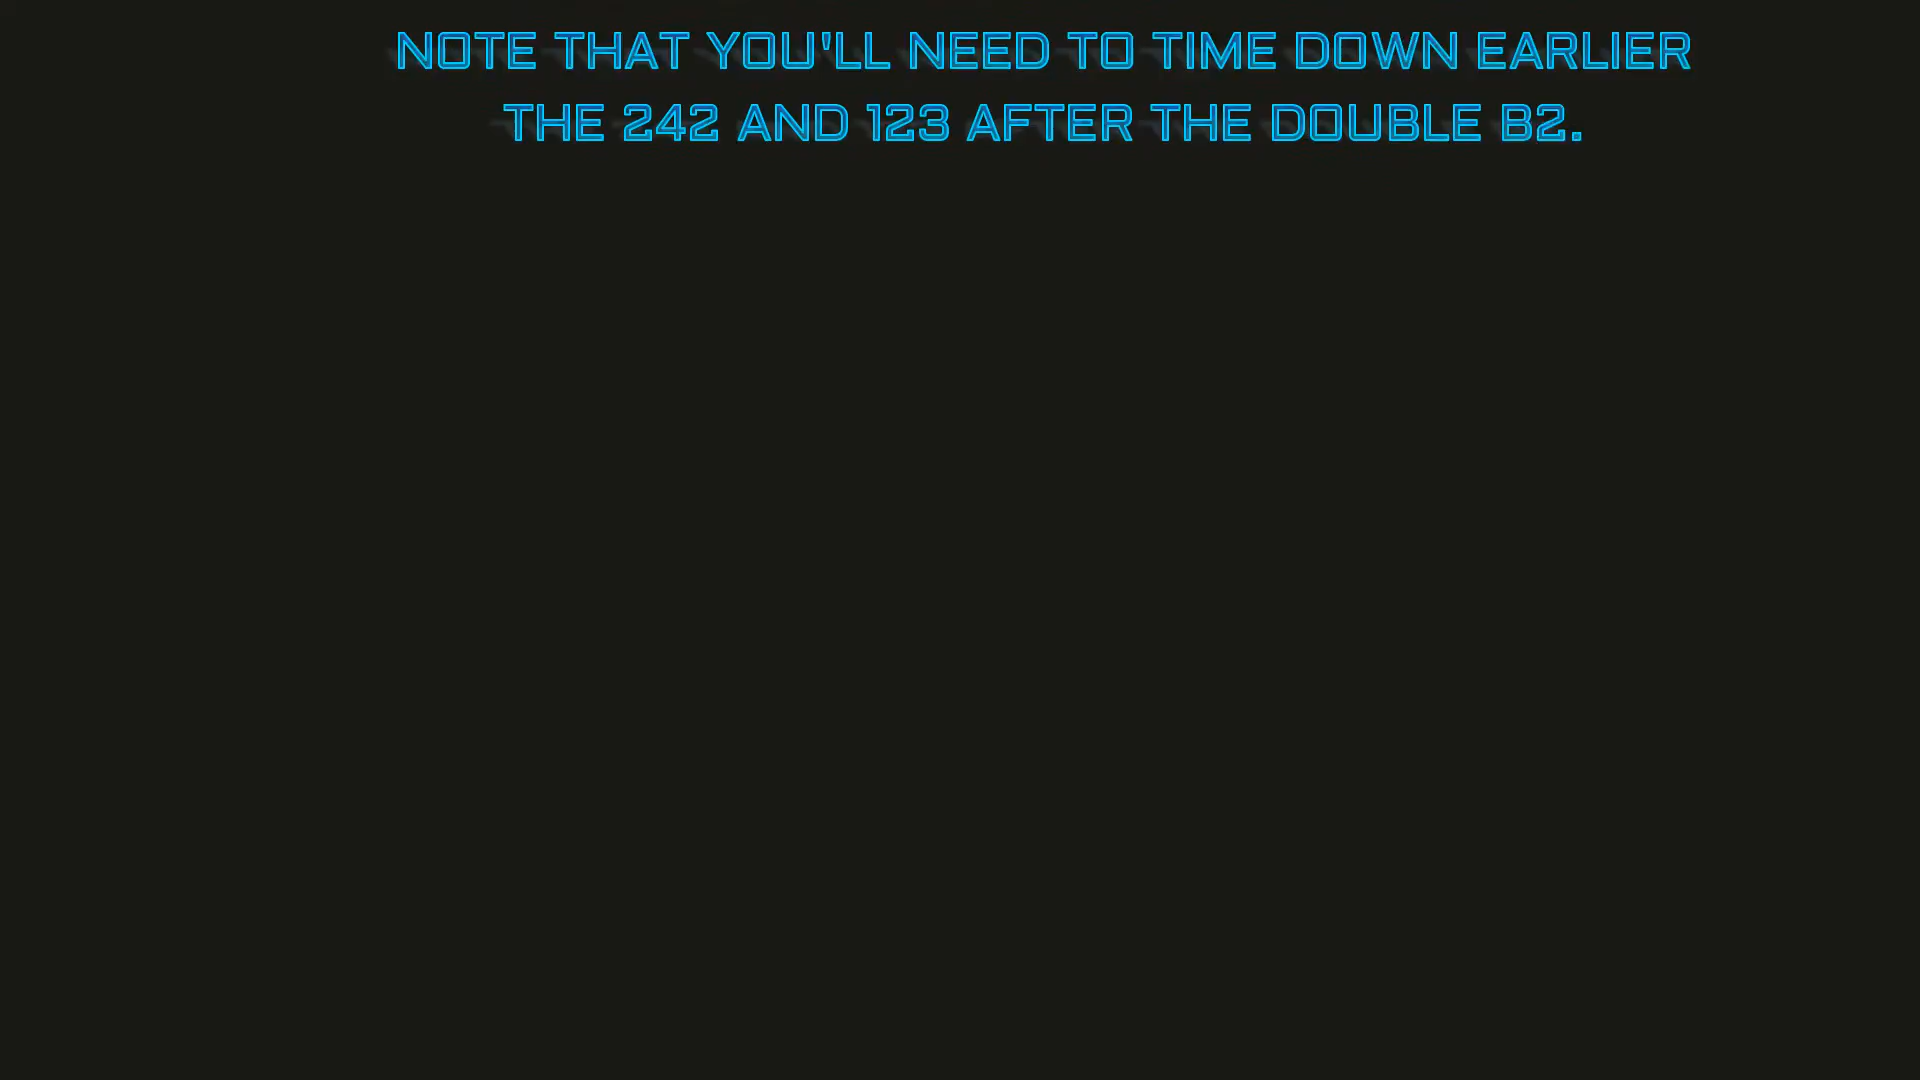 NOTE THAT YOU'LL NEED TO TIME DOWN EARLIER
THE 242 AND 123 AFTER THE DOUBLE B2.